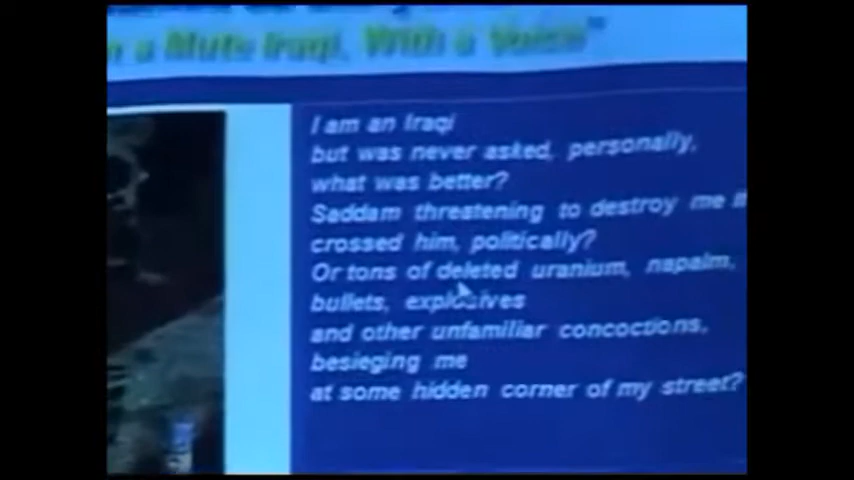 a Mute Iraqi, With a Voice"
I am an Iraqi
but was never asked, personally,
what was better?
Saddam threatening to destroy me
crossed him, politically?
Or tons of deleted uranium, napalm,
bullets, explosives
and other unfamiliar concoctions,
besieging me
at some hidden corner of my street?